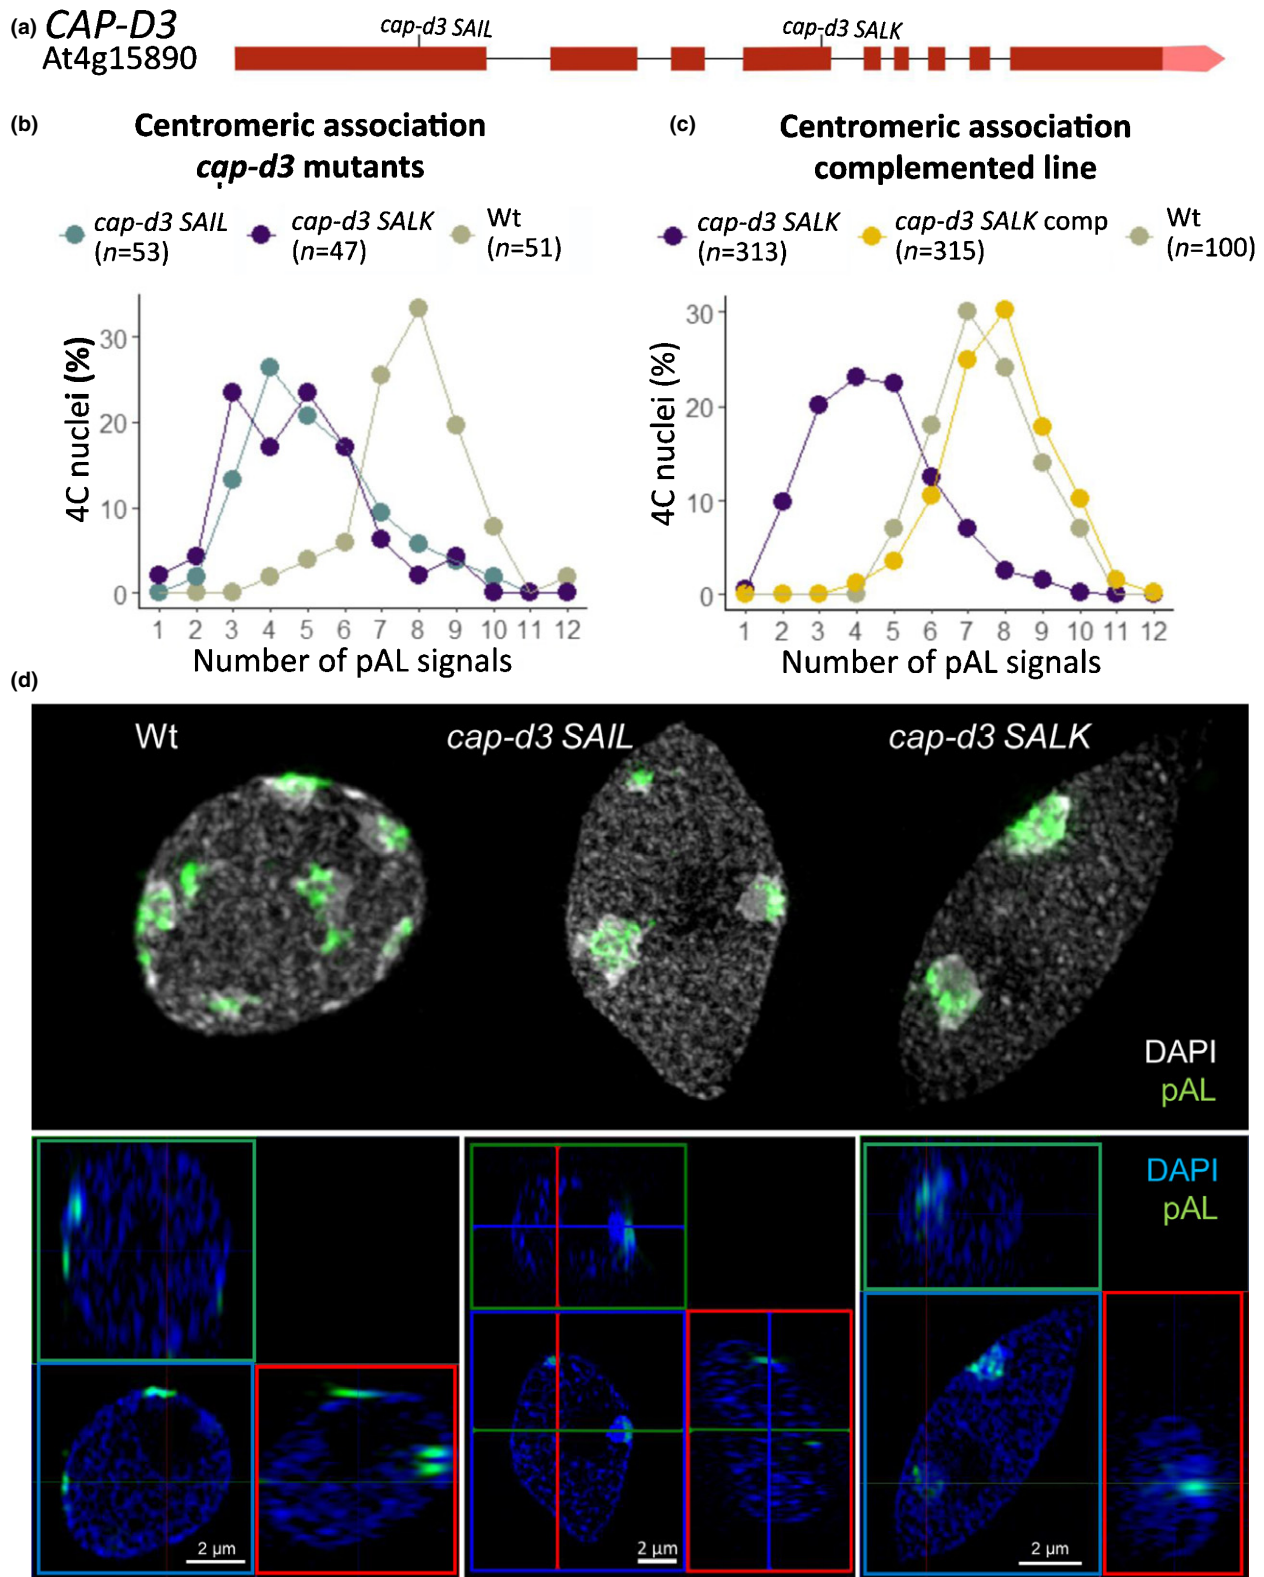 (a) CAP-D3
At4g15890
cap-d3 SAIL
cap-d3 SALK
(b) Centromeric association
cap-d3 mutants
cap-d3 SAIL
(n=53)
cap-d3 SALK
(n=47)
Wt
(n=51)
30
20
10
0
4C nuclei (%)
1 2 3 4 5 6 7 8 9 10 11 12
Number of pAL signals
(c) Centromeric association
complemented line
cap-d3 SALK
(n=313)
cap-d3 SALK comp
(n=315)
Wt
(n=100)
30
20
10
0
4C nuclei (%)
1 2 3 4 5 6 7 8 9 10 11 12
Number of pAL signals
(d)
Wt
cap-d3 SAIL
cap-d3 SALK
DAPI
pAL
DAPI
pAL
2 µm
2 µm
2 µm